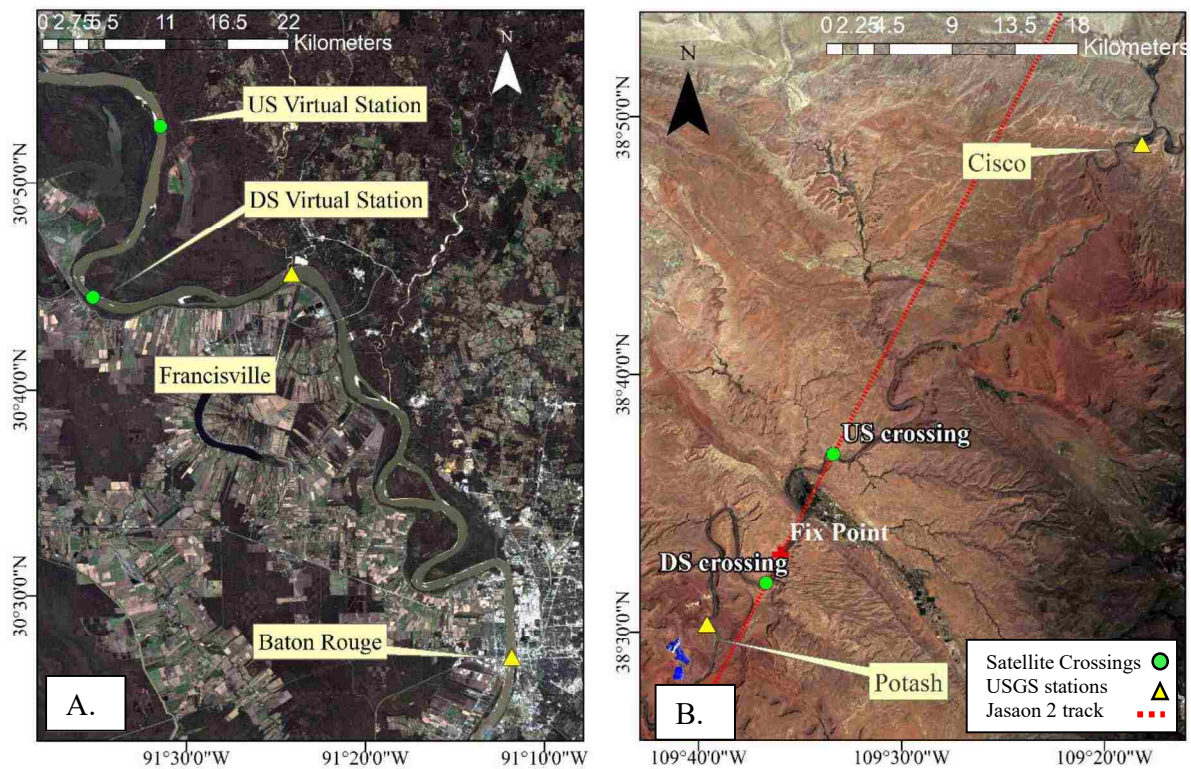 0 2.75 5.5 11 16.5 22
Kilometers
N
US Virtual Station
DS Virtual Station
Francisville
Baton Rouge
A.
30°50'0"N
30°40'0"N
30°30'0"N
91°30'0"W 91°20'0"W 91°10'0"W
0 2.25 4.5 9 13.5 18
Kilometers
N
Cisco
US crossing
Fix Point
DS crossing
Potash
B.
Satellite Crossings
USGS stations
Jasaon 2 track
38°50'0"N
38°40'0"N
38°30'0"N
109°40'0"W 109°30'0"W 109°20'0"W